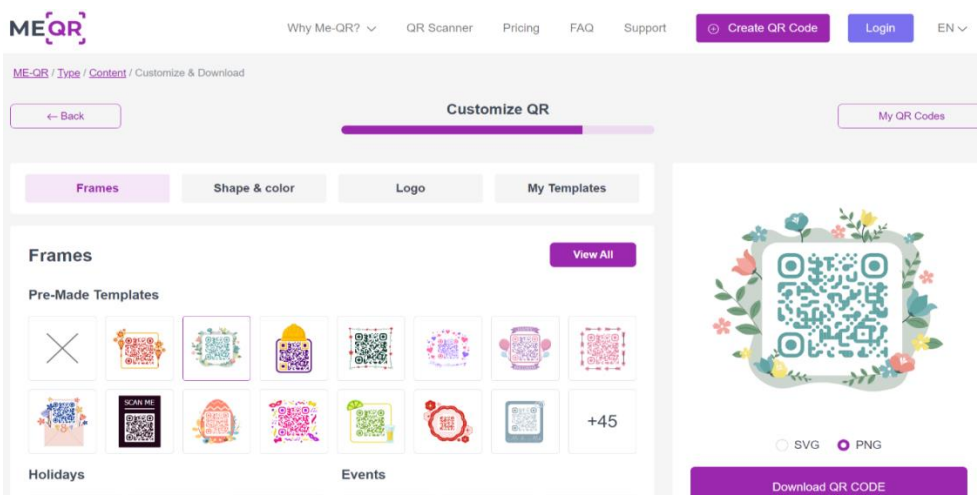 MEQR
Why Me-QR?
QR Scanner
Pricing
FAQ
Support
Create QR Code
Login
EN
ME-QR / Type / Content / Customize & Download
← Back
Customize QR
My QR Codes
Frames
Shape & color
Logo
My Templates
Frames
View All
Pre-Made Templates
SCAN ME
+45
Holidays
Events
SVG
PNG
Download QR CODE